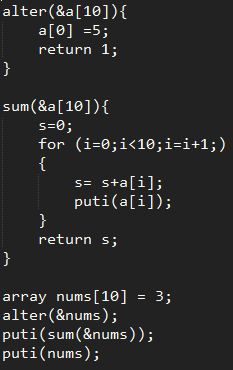 alter(&a[10]){
    a[0] =5;
    return 1;
}

sum(&a[10]){
    s=0;
    for (i=0;i<10;i=i+1;)
    {
        s= s+a[i];
        puti(a[i]);
    }
    return s;
}

array nums[10] = 3;
alter(&nums);
puti(sum(&nums));
puti(nums);